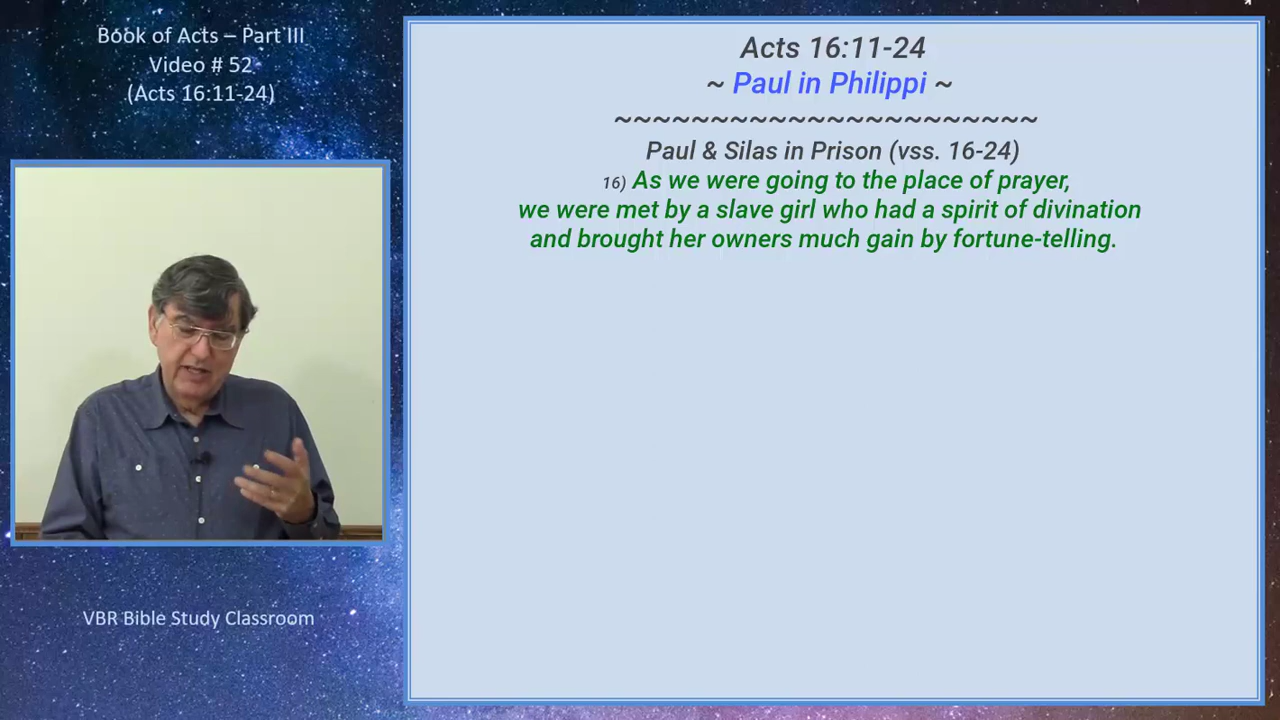 Book of Acts – Part III
Video # 52
(Acts 16:11-24)
VBR Bible Study Classroom
Acts 16:11-24
~ Paul in Philippi ~
~~~~~~~~~~~~~~~~~~~~~~
Paul & Silas in Prison (vss. 16-24)
16) As we were going to the place of prayer,
we were met by a slave girl who had a spirit of divination
and brought her owners much gain by fortune-telling.